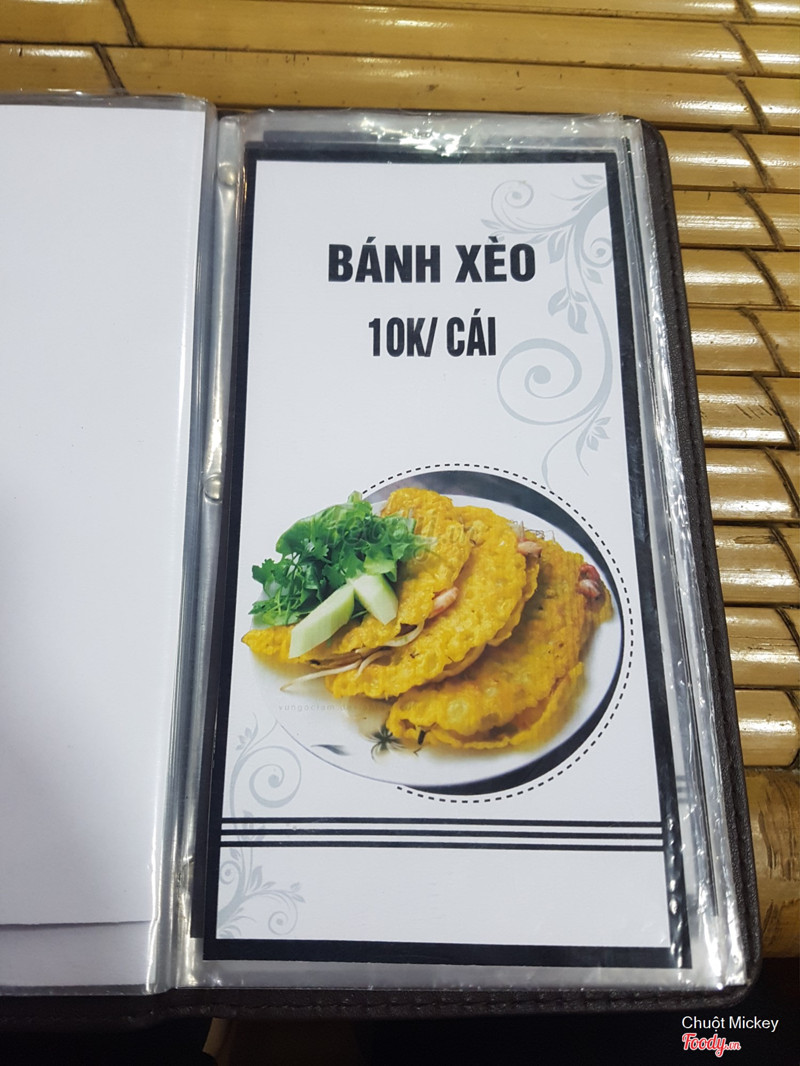 BÁNH XÈO
10K/ CÁI
Chuột Mickey
Foody.vn